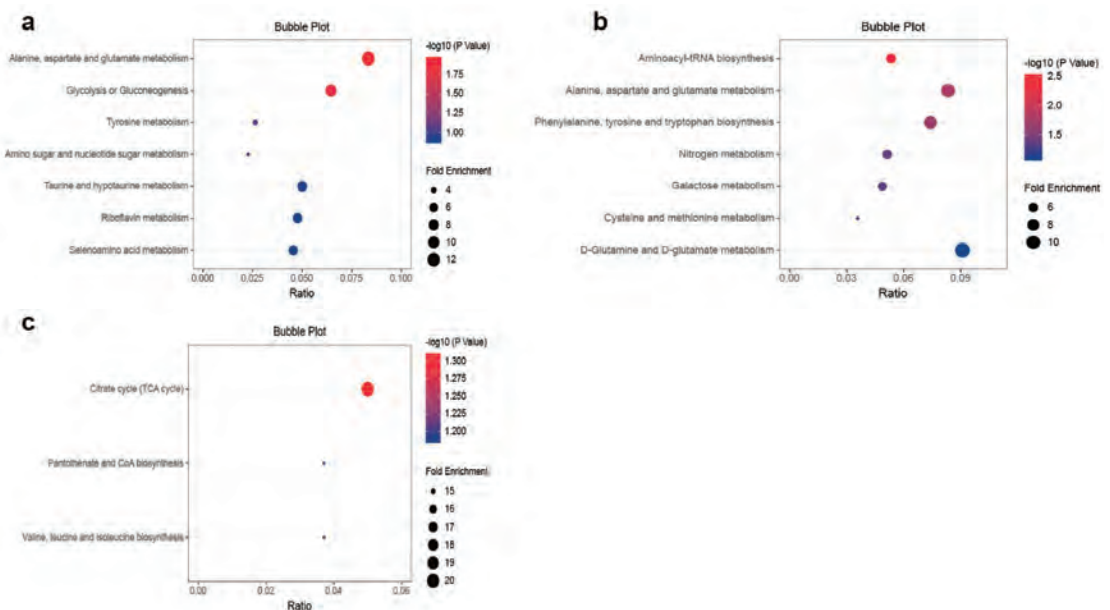 a
Bubble Plot
Alanine, aspartate and glutamate metabolism
Glycolysis or Gluconeogenesis
Tyrosine metabolism
Amino sugar and nucleotide sugar metabolism
Taurine and hypotaurine metabolism
Riboflavin metabolism
Selenoamino acid metabolism
0.000 0.025 0.050 0.075 0.100
Ratio
-log10 (P Value)
1.75
1.50
1.25
1.00
Fold Enrichment
4
6
8
10
12
b
Bubble Plot
Aminoacyl-tRNA biosynthesis
Alanine, aspartate and glutamate metabolism
Phenylalanine, tyrosine and tryptophan biosynthesis
Nitrogen metabolism
Galactose metabolism
Cysteine and methionine metabolism
D-Glutamine and D-glutamate metabolism
0.00 0.03 0.06 0.09
Ratio
-log10 (P Value)
2.5
2.0
1.5
Fold Enrichment
6
8
10
c
Bubble Plot
Citrate cycle (TCA cycle)
Pantothenate and CoA biosynthesis
Valine, leucine and isoleucine biosynthesis
0.00 0.02 0.04 0.06
Ratio
-log10 (P Value)
1.300
1.275
1.250
1.225
1.200
Fold Enrichment
15
16
17
18
19
20